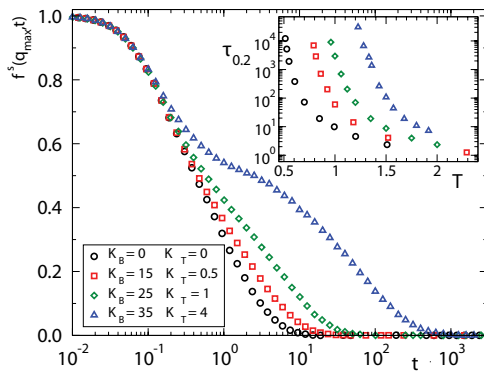 f^s(q_max,t)
1.0
0.8
0.6
0.4
0.2
0.0
10^-2
10^-1
10^0
10^1
10^2
10^3
t
K_B = 0 K_T = 0
K_B = 15 K_T = 0.5
K_B = 25 K_T = 1
K_B = 35 K_T = 4
τ_0.2
10^4
10^3
10^2
10^1
10^0
0.5
1
1.5
2
T